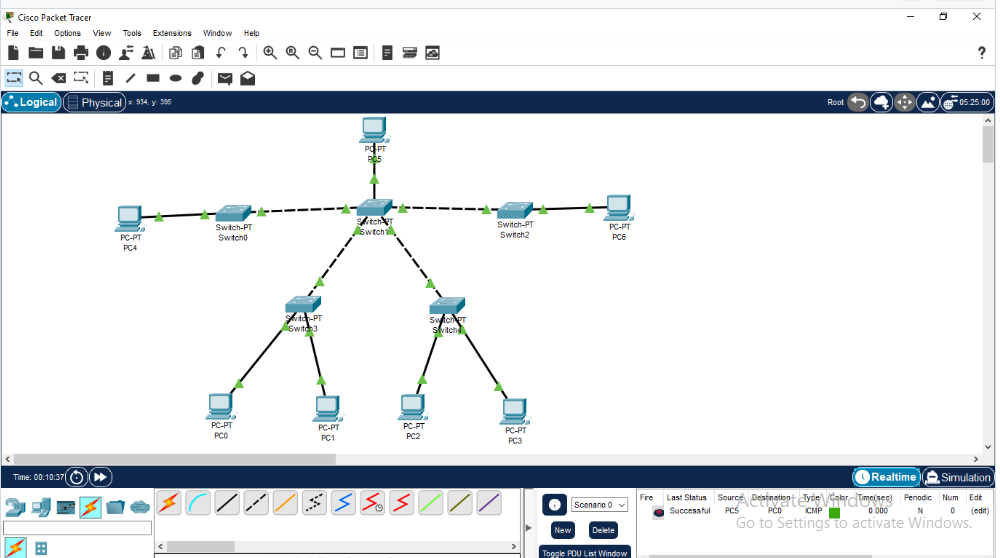 Cisco Packet Tracer
File Edit Options View Tools Extensions Window Help
?
Logical Physical x: 934, y: 395 Root 05:25:00
PC-PT
PC5
PC-PT
PC4
Switch-PT
Switch0
Switch-PT
Switch1
Switch-PT
Switch2
PC-PT
PC6
Switch-PT
Switch3
Switch-PT
Switch4
PC-PT
PC0
PC-PT
PC1
PC-PT
PC2
PC-PT
PC3
Time: 00:10:37 Realtime Simulation
Scenario 0
New Delete
Toggle PDU List Window
Fire Last Status Source Destination Type Color Time(sec) Periodic Num Edit
Successful PC5 PC0 ICMP 0.000 N 0 (edit)
Activate Windows
Go to Settings to activate Windows.